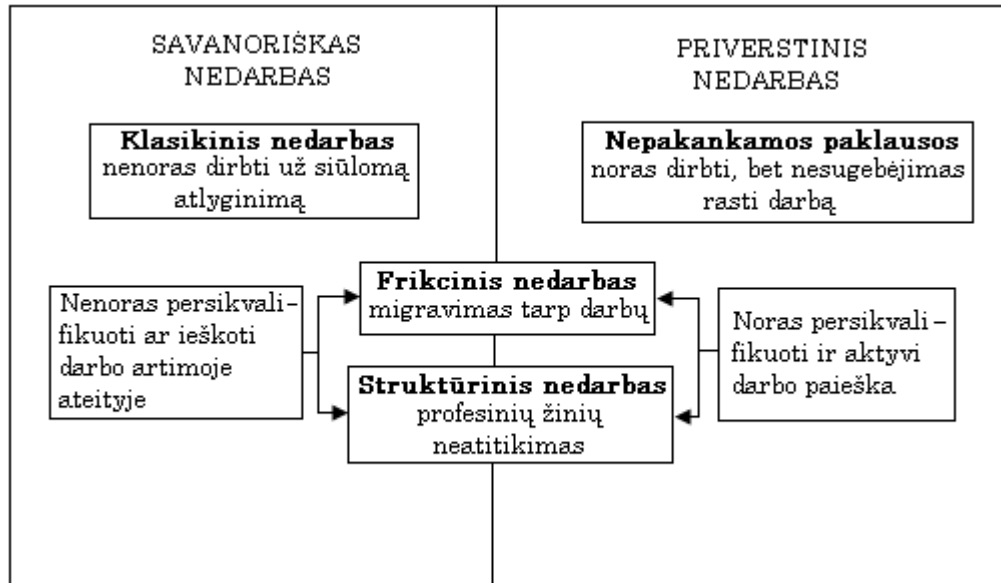 SAVANORIŠKAS
NEDARBAS
PRIVERSTINIS
NEDARBAS
Klasikinis nedarbas
nenoras dirbti už siūlomą
atlyginimą
Nepakankamos paklausos
noras dirbti, bet nesugebėjimas
rasti darbą
Frikcinis nedarbas
migravimas tarp darbų
Nenoras persikvali-
fikuoti ar ieškoti
darbo artimoje
ateityje
Noras persikvali-
fikuoti ir aktyvi
darbo paieška
Struktūrinis nedarbas
profesinių žinių
neatitikimas